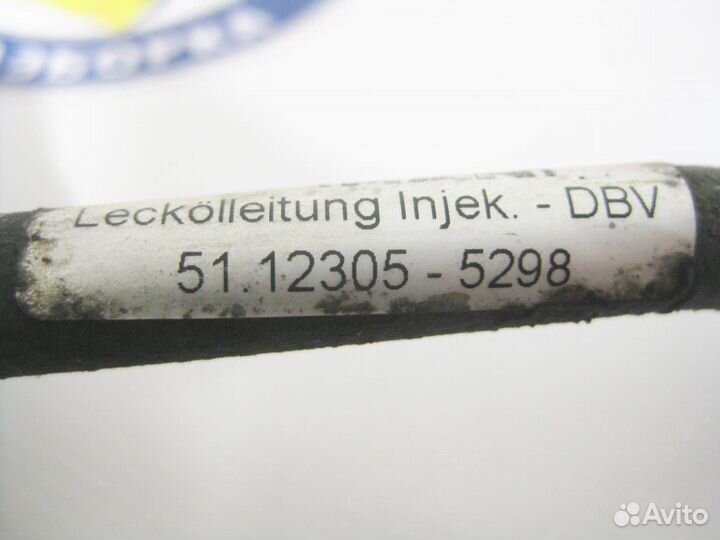 Leckölleitung Injek. - DBV
51.12305 - 5298
Avito